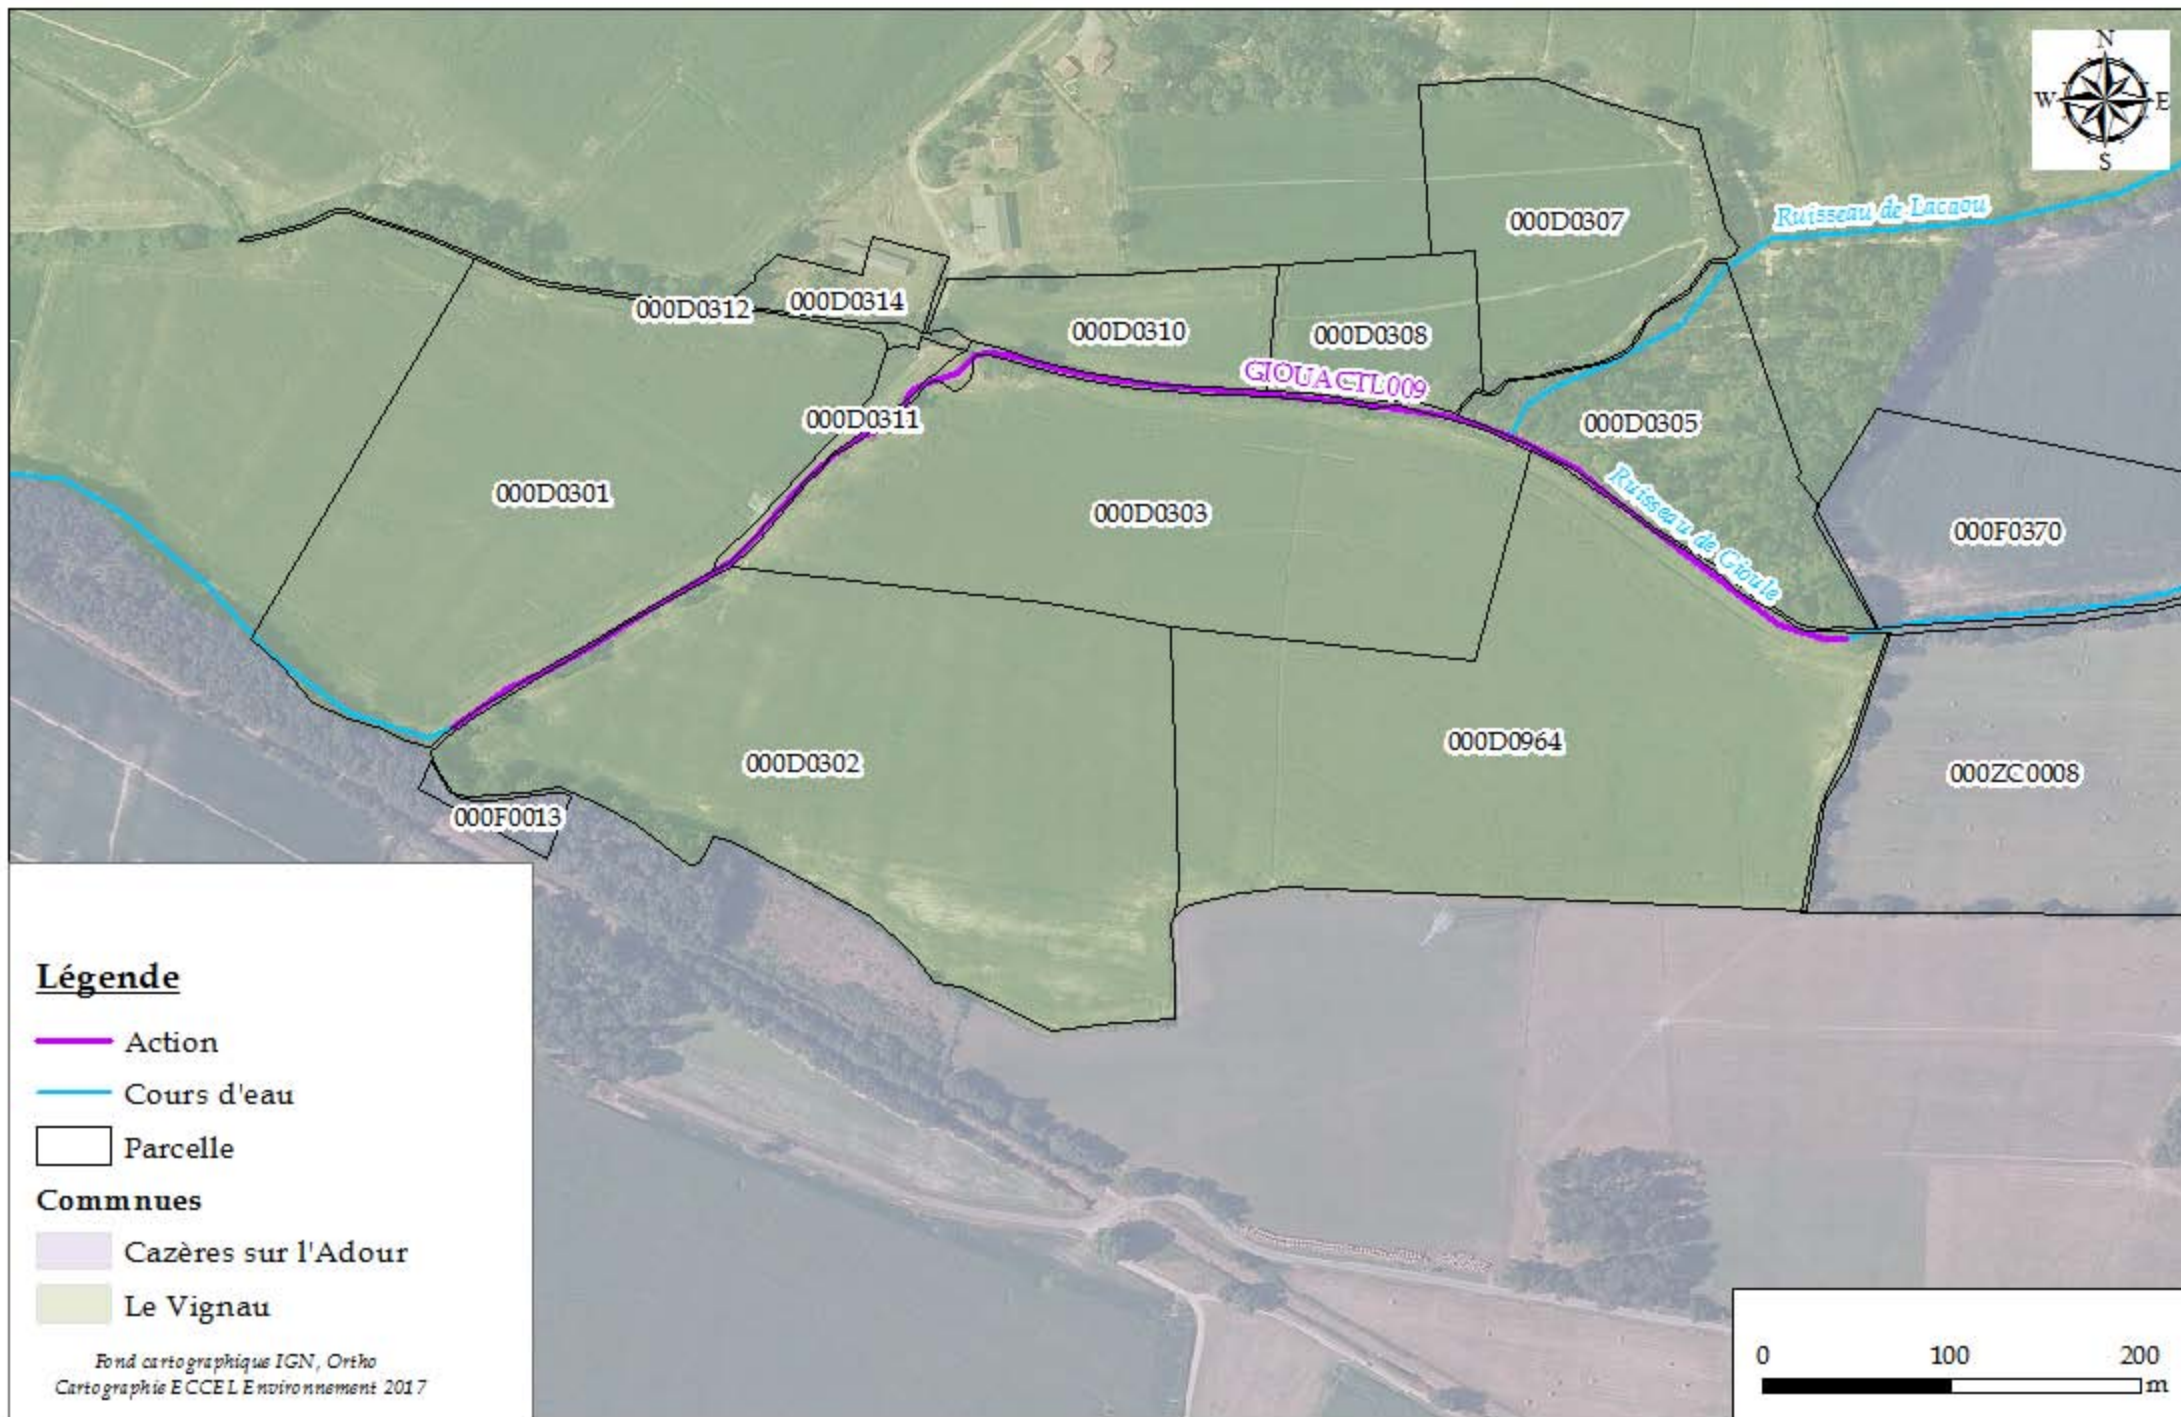 N
W E
S
Ruisseau de Lacaou
000D0307
000D0312
000D0314
000D0310
000D0308
GIOUACTL009
000D0311
000D0305
000D0301
000D0303
Ruisseau de Gioule
000F0370
000D0302
000D0964
000ZC0008
000F0013
Légende
Action
Cours d'eau
Parcelle
Commnues
Cazères sur l'Adour
Le Vignau
Fond cartographique IGN, Ortho
Cartographie ECCEL Environnement 2017
0 100 200
m